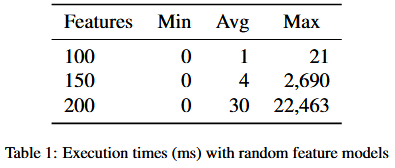 Features Min Avg Max
100 0 1 21
150 0 4 2,690
200 0 30 22,463
Table 1: Execution times (ms) with random feature models